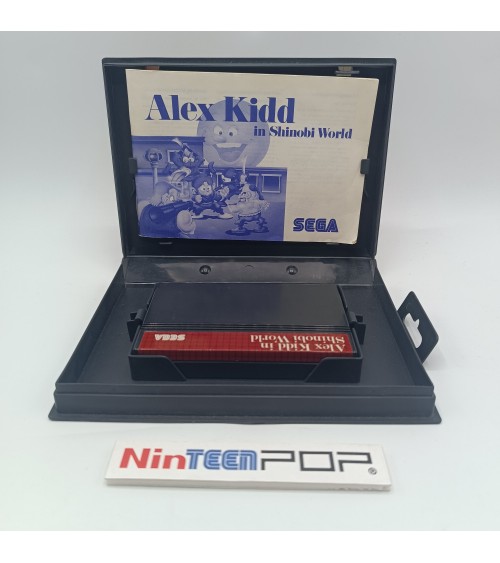 Alex Kidd
in Shinobi World
SEGA
Alex Kidd in
Shinobi World
SEGA
NinTEENPOP®